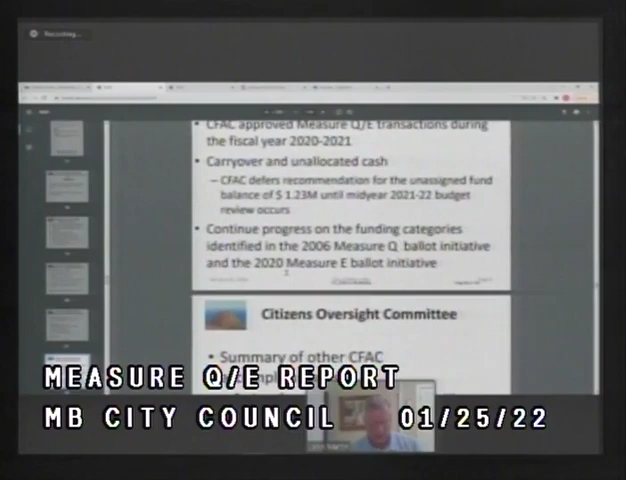 Recording...
• CFAC approved Measure Q/E transactions during
the fiscal year 2020-2021
• Carryover and unallocated cash
– CFAC defers recommendation for the unassigned fund
balance of $ 1.23M until midyear 2021-22 budget
review occurs
• Continue progress on the funding categories
identified in the 2006 Measure Q ballot initiative
and the 2020 Measure E ballot initiative
Citizens Oversight Committee
• Summary of other CFAC
MEASURE Q/E REPORT
MB CITY COUNCIL 01/25/22